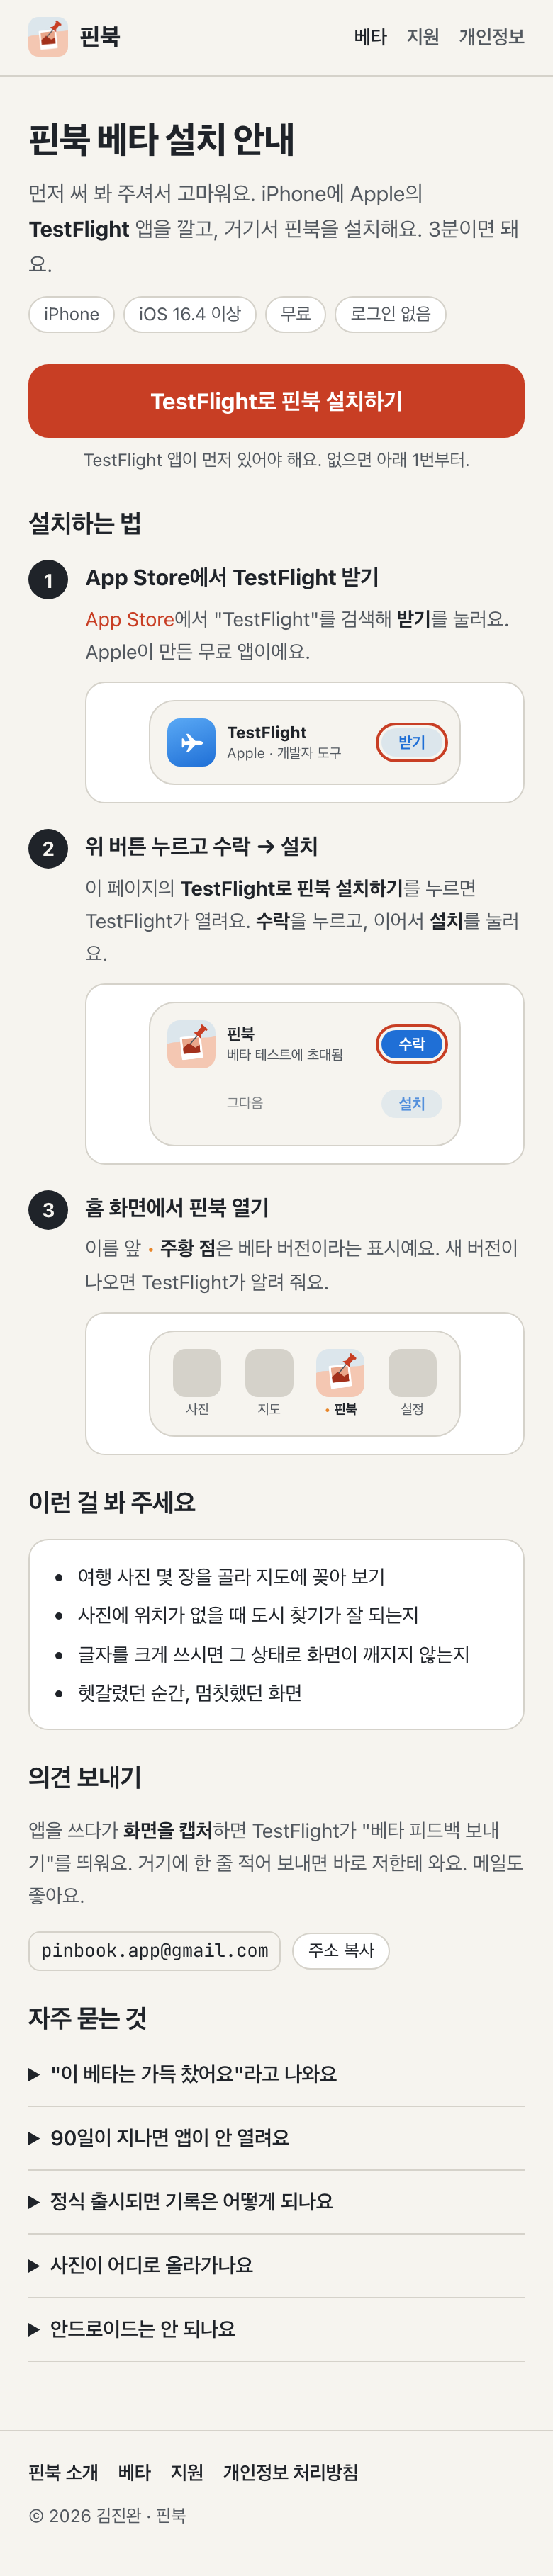 핀북
베타 지원 개인정보
핀북 베타 설치 안내
먼저 써 봐 주셔서 고마워요. iPhone에 Apple의
TestFlight 앱을 깔고, 거기서 핀북을 설치해요. 3분이면 돼
요.
iPhone
iOS 16.4 이상
무료
로그인 없음
TestFlight로 핀북 설치하기
TestFlight 앱이 먼저 있어야 해요. 없으면 아래 1번부터.
설치하는 법
1
App Store에서 TestFlight 받기
App Store에서 "TestFlight"를 검색해 받기를 눌러요.
Apple이 만든 무료 앱이에요.
TestFlight
Apple · 개발자 도구
받기
2
위 버튼 누르고 수락 → 설치
이 페이지의 TestFlight로 핀북 설치하기를 누르면
TestFlight가 열려요. 수락을 누르고, 이어서 설치를 눌러
요.
핀북
베타 테스트에 초대됨
수락
그다음
설치
3
홈 화면에서 핀북 열기
이름 앞 • 주황 점은 베타 버전이라는 표시예요. 새 버전이
나오면 TestFlight가 알려 줘요.
사진
지도
• 핀북
설정
이런 걸 봐 주세요
• 여행 사진 몇 장을 골라 지도에 꽂아 보기
• 사진에 위치가 없을 때 도시 찾기가 잘 되는지
• 글자를 크게 쓰시면 그 상태로 화면이 깨지지 않는지
• 헷갈렸던 순간, 멈칫했던 화면
의견 보내기
앱을 쓰다가 화면을 캡처하면 TestFlight가 "베타 피드백 보내
기"를 띄워요. 거기에 한 줄 적어 보내면 바로 저한테 와요. 메일도
좋아요.
pinbook.app@gmail.com
주소 복사
자주 묻는 것
▶ "이 베타는 가득 찼어요"라고 나와요
▶ 90일이 지나면 앱이 안 열려요
▶ 정식 출시되면 기록은 어떻게 되나요
▶ 사진이 어디로 올라가나요
▶ 안드로이드는 안 되나요
핀북 소개 베타 지원 개인정보 처리방침
© 2026 김진완 · 핀북